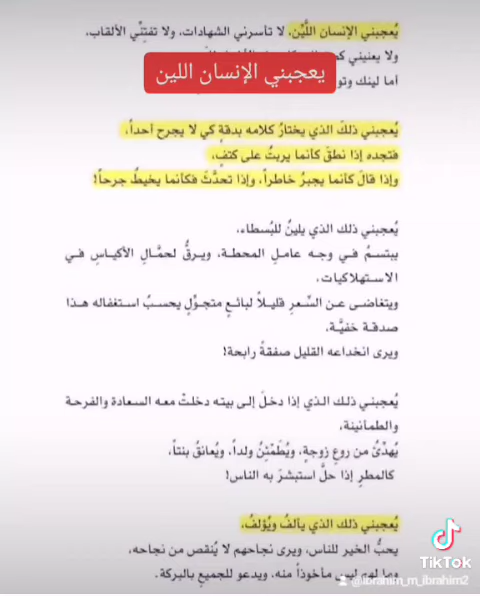 يُعجبني الإنسان اللَّيِّن، لا تأسرني الشهادات، ولا تفتِنُّي الألقاب،
ولا يعنيني
يعجبني الإنسان اللين
أما لينك
يُعجبني ذلكَ الذي يختارُ كلامه بدقةٍ كي لا يجرح أحداً،
فتجده إذا نطقَ كأنما يربتُ على كتفٍ،
وإذا قالَ كأنما يجبرُ خاطراً، وإذا تحدَّثَ فكأنما يخيطُ جرحاً!
يُعجبني ذلك الذي يلينُ للبُسطاء،
يبتسمُ في وجه عاملِ المحطة، ويرقُّ لحمَّالِ الأكياسِ في
الاستهلاكيات،
ويتغاضى عن السِّعرِ قليلاً لبائعٍ متجوِّلٍ يحسبُ استغفاله هذا
صدقة خفيَّة،
ويرى انخداعه القليل صفقةً رابحة!
يُعجبني ذلك الذي إذا دخلَ إلى بيته دخلتْ معه السعادة والفرحة
والطمأنينة،
يُهدِّئُ من روعِ زوجةٍ، ويُطَمْئِنُ ولداً، ويُعانقُ بنتاً،
كالمطرِ إذا حلَّ استبشرَ به الناس!
يُعجبني ذلك الذي يألفُ ويُؤلفُ،
يحبُّ الخير للناس، ويرى نجاحهم لا يُنقص من نجاحه،
وما لهم ليس مأخوذاً منه، ويدعو للجميعِ بالبركة.
TikTok
@ibrahim_m_ibrahim2